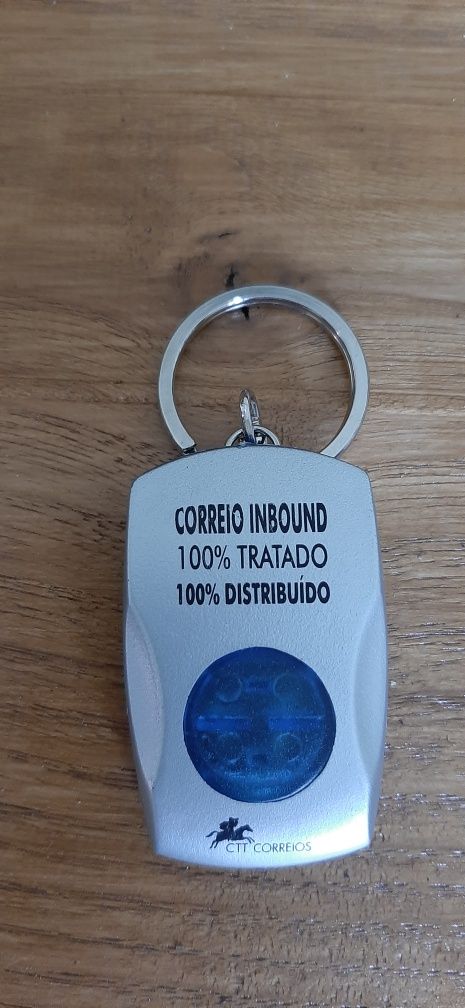 CORREIO INBOUND
100% TRATADO
100% DISTRIBUÍDO
CTT CORREIOS